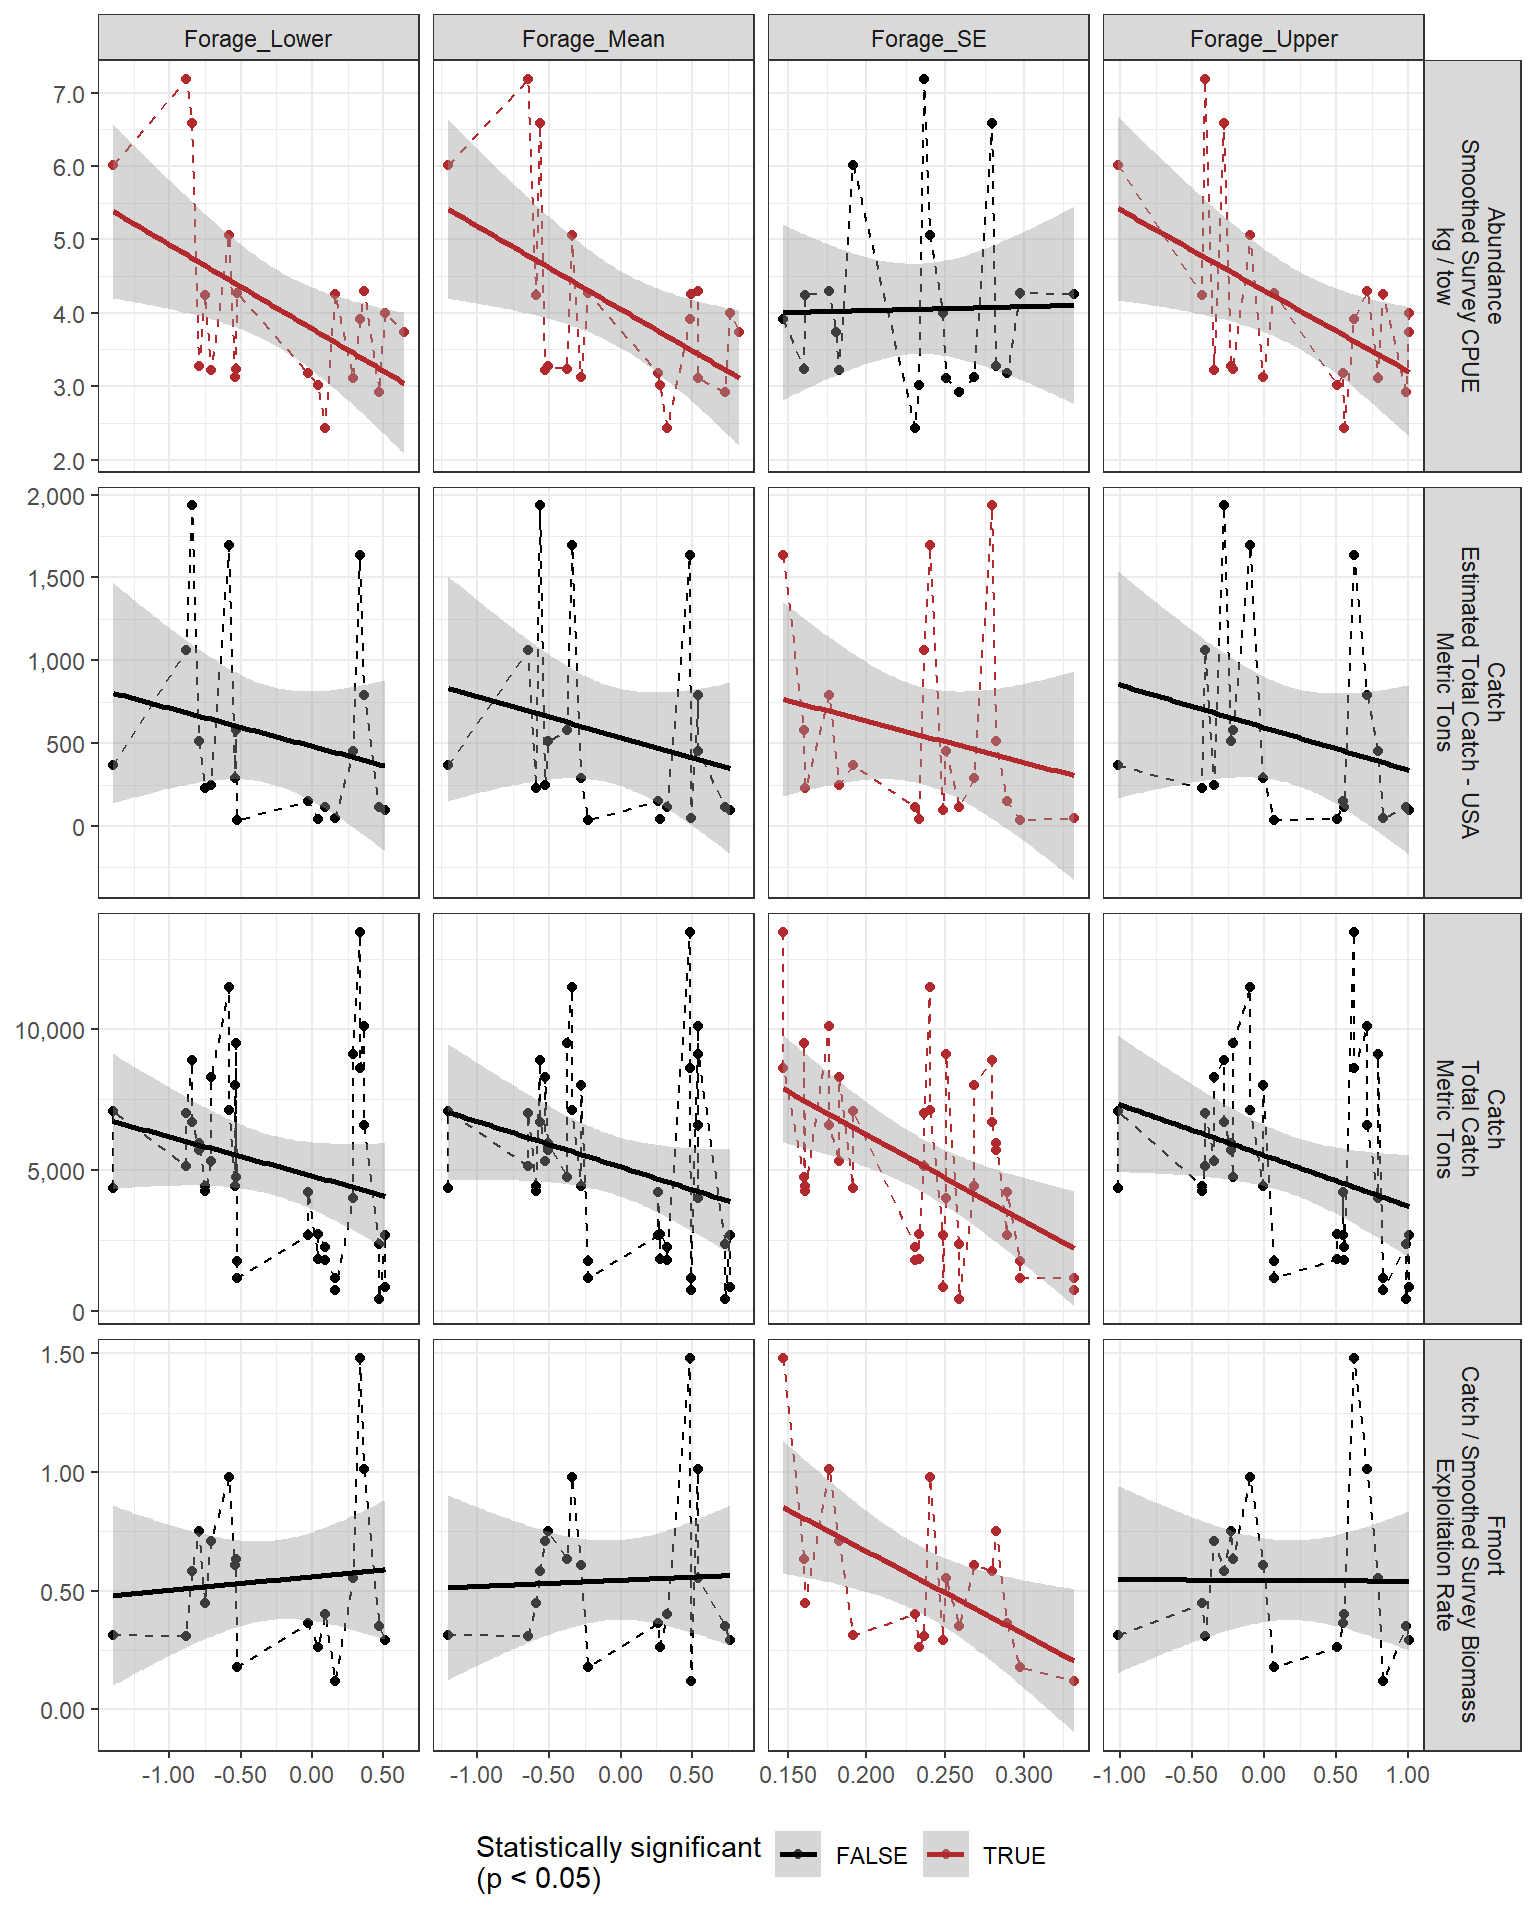 Forage_Lower
Forage_Mean
Forage_SE
Forage_Upper
7.0
6.0
5.0
4.0
3.0
2.0
Abundance
Smoothed Survey CPUE
kg / tow
2,000
1,500
1,000
500
0
Catch
Estimated Total Catch - USA
Metric Tons
10,000
5,000
0
Catch
Total Catch
Metric Tons
1.50
1.00
0.50
0.00
Fmort
Catch / Smoothed Survey Biomass
Exploitation Rate
-1.00 -0.50 0.00 0.50
-1.00 -0.50 0.00 0.50
0.150 0.200 0.250 0.300
-1.00 -0.50 0.00 0.50 1.00
Statistically significant
(p < 0.05)
FALSE
TRUE